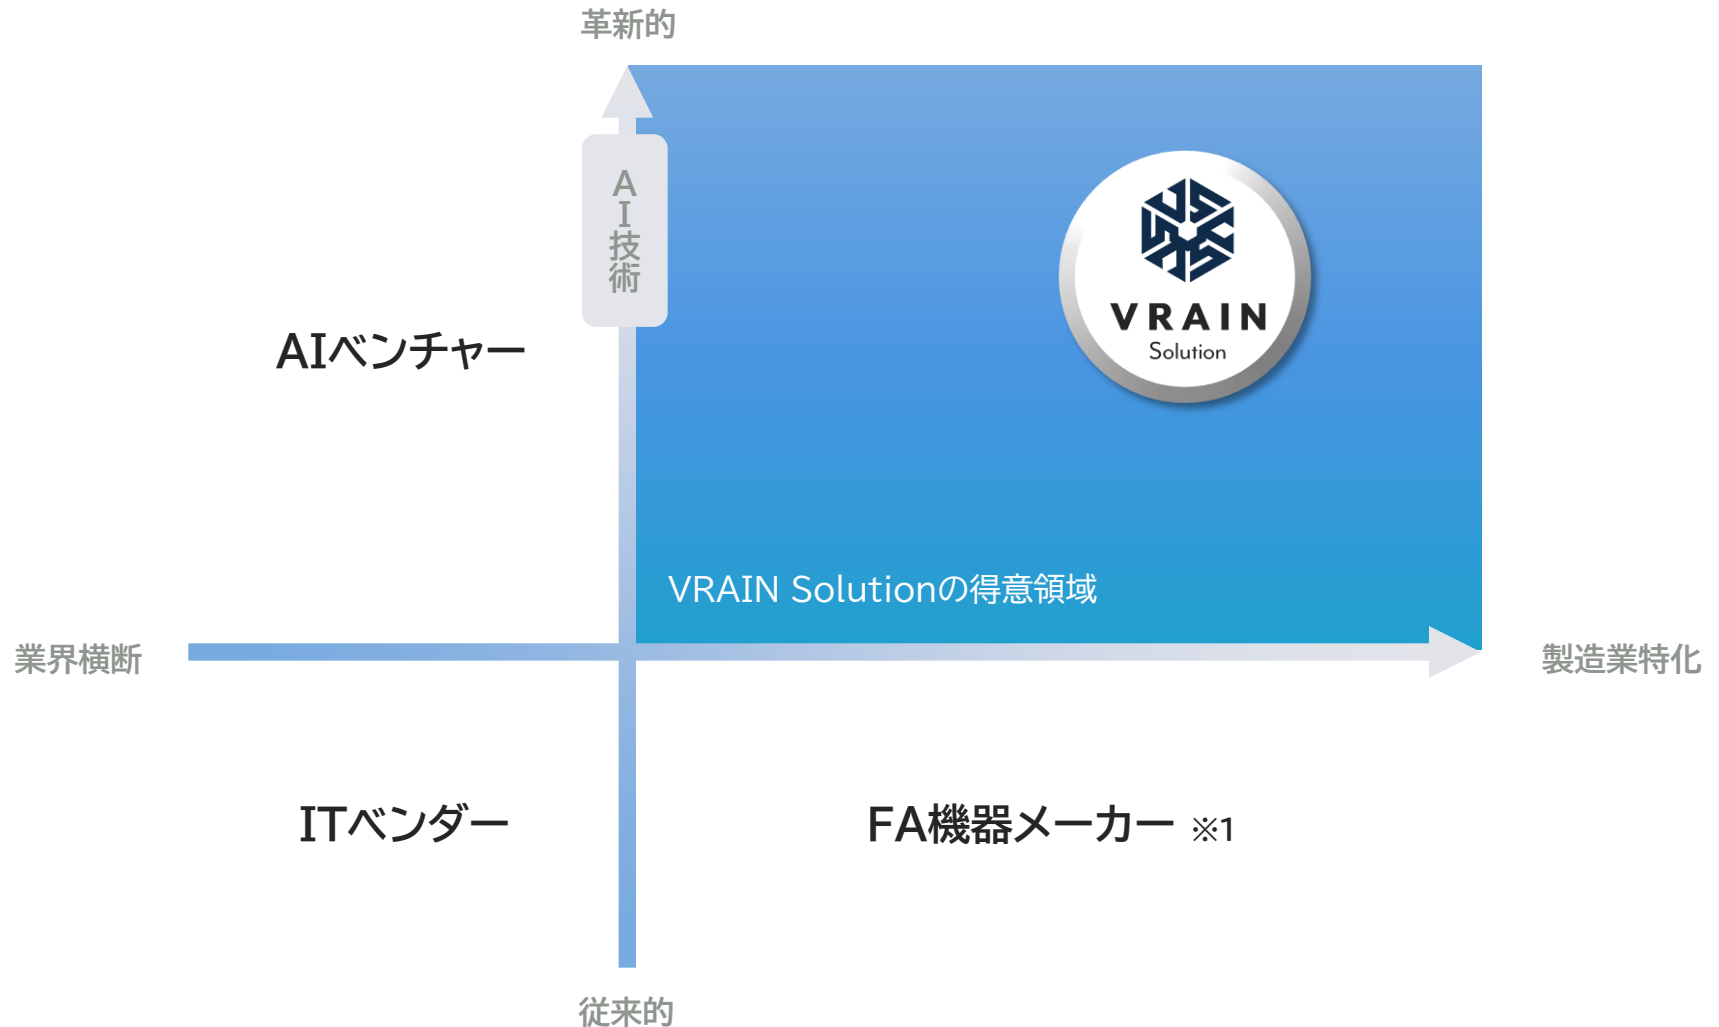 革新的
AI技術
VRAIN
Solution
AIベンチャー
VRAIN Solutionの得意領域
業界横断
製造業特化
ITベンダー
FA機器メーカー ※1
従来的